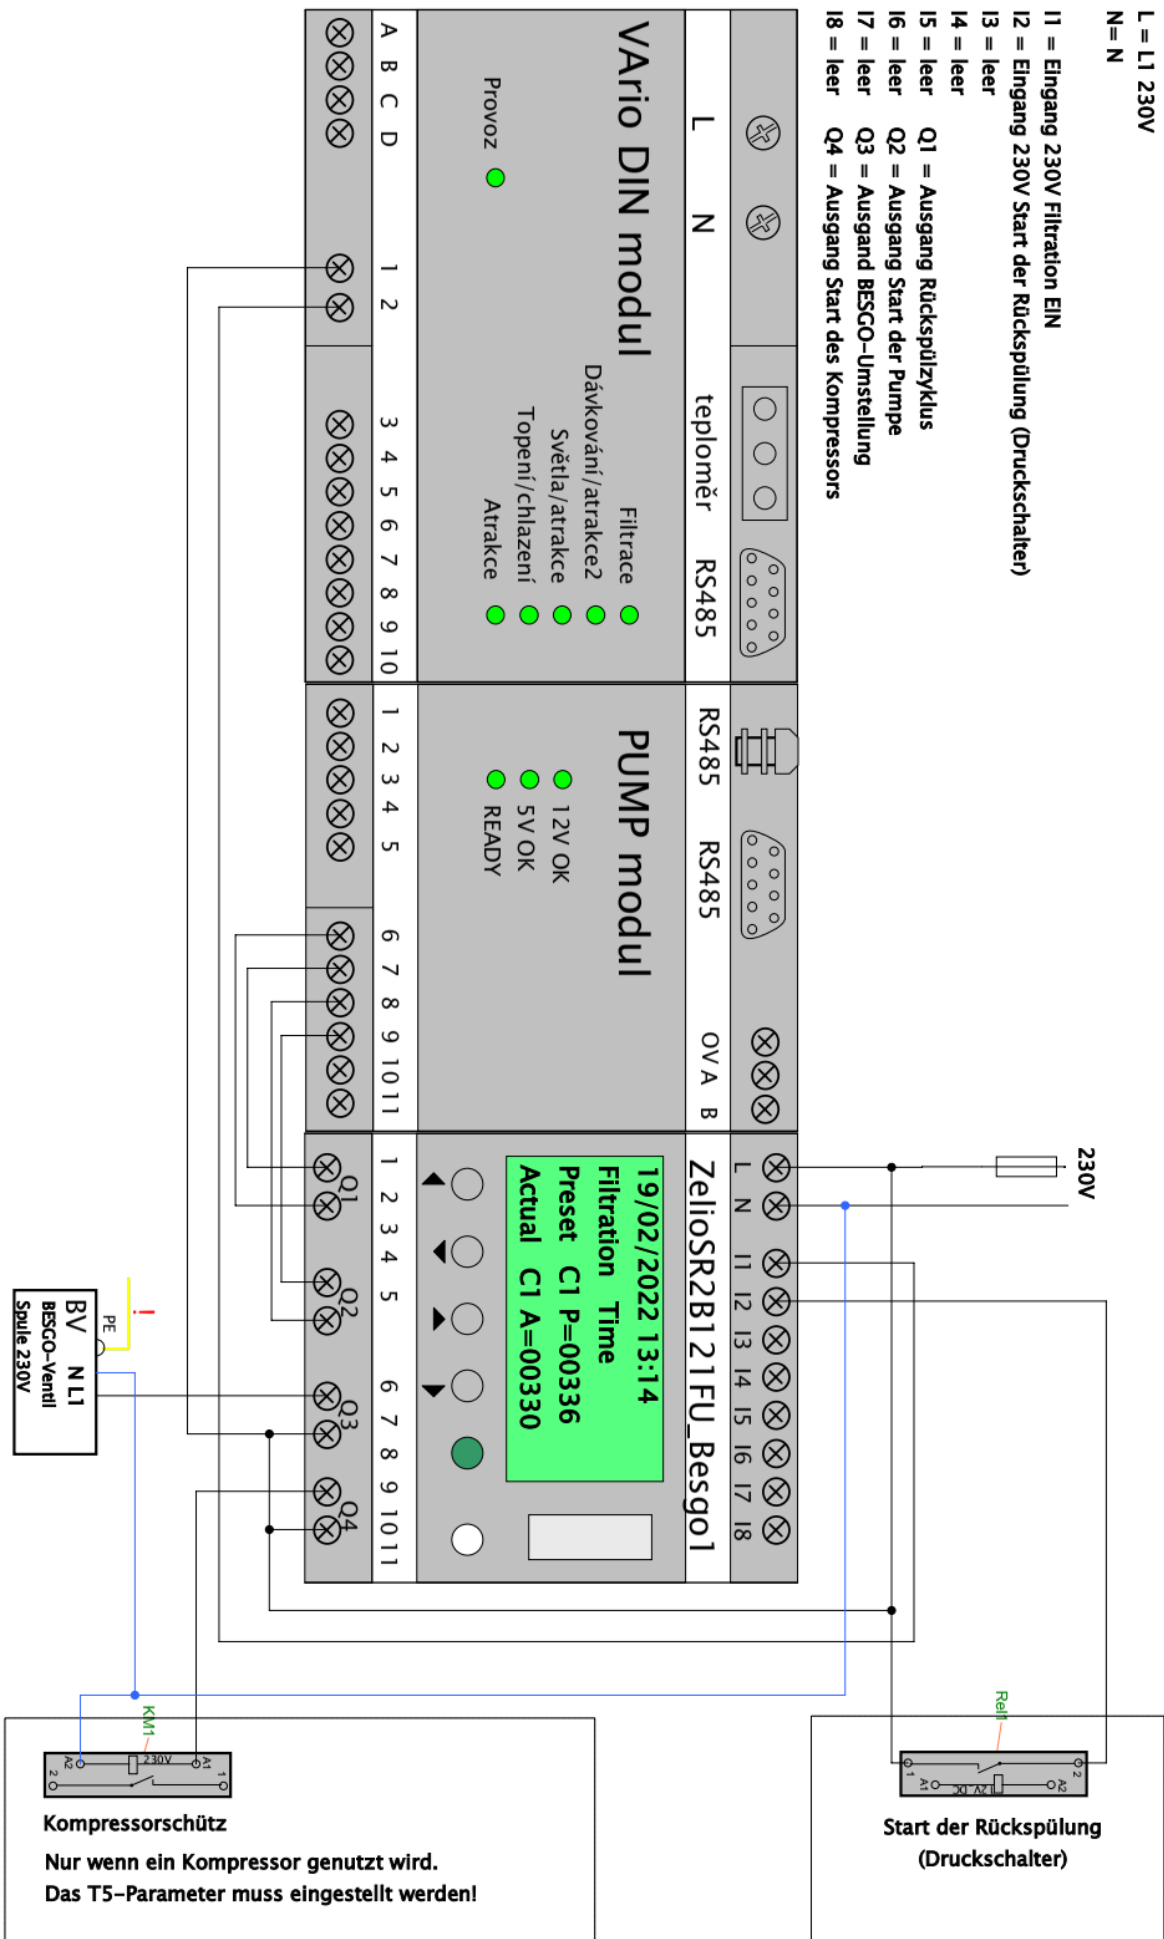 L = L1 230V
N= N
I1 = Eingang 230V Filtration EIN
I2 = Eingang 230V Start der Rückspülung (Druckschalter)
I3 = leer
I4 = leer
I5 = leer Q1 = Ausgang Rückspülzyklus
I6 = leer Q2 = Ausgang Start der Pumpe
I7 = leer Q3 = Ausgand BESGO-Umstellung
I8 = leer Q4 = Ausgang Start des Kompressors
230V
L N teploměr RS485
VArio DIN modul
Provoz
Filtrace
Dávkování/atrakce2
Světla/atrakce
Topení/chlazení
Atrakce
A B C D 1 2 3 4 5 6 7 8 9 10
RS485 RS485 OV A B
PUMP modul
12V OK
5V OK
READY
1 2 3 4 5 6 7 8 9 10 11
L N I1 I2 I3 I4 I5 I6 I7 I8
ZelioSR2B121FU_Besgo1
19/02/2022 13:14
Filtration Time
Preset C1 P=00336
Actual C1 A=00330
1 2 3 4 5 6 7 8 9 10 11
Q1 Q2 Q3 Q4
!
PE
BV N L1
BESGO-Ventil
Spule 230V
KM1
A2 230V A1
2 1
Kompressorschütz
Nur wenn ein Kompressor genutzt wird.
Das T5-Parameter muss eingestellt werden!
Rel1
1 2
A1 12V_DC A2
Start der Rückspülung
(Druckschalter)